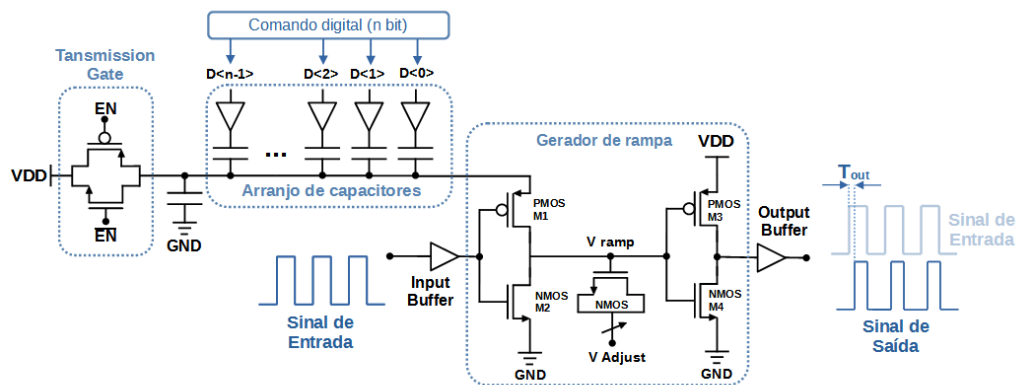 Comando digital (n bit)
Tansmission
Gate
D<n-1>
D<2>
D<1>
D<0>
EN
VDD
EN
GND
...
Arranjo de capacitores
Gerador de rampa
VDD
PMOS
M1
PMOS
M3
Input
Buffer
NMOS
M2
V ramp
NMOS
V Adjust
NMOS
M4
Output
Buffer
GND
GND
Sinal de
Entrada
Tout
Sinal de
Entrada
Sinal de
Saída